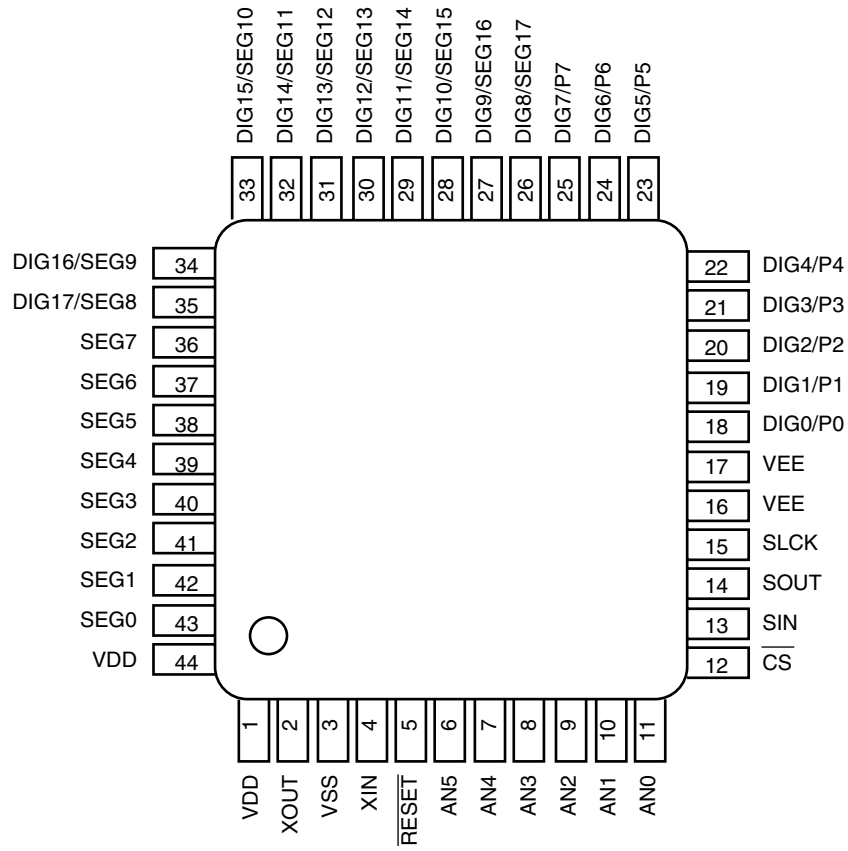 DIG15/SEG10
DIG14/SEG11
DIG13/SEG12
DIG12/SEG13
DIG11/SEG14
DIG10/SEG15
DIG9/SEG16
DIG8/SEG17
DIG7/P7
DIG6/P6
DIG5/P5
33
32
31
30
29
28
27
26
25
24
23
DIG16/SEG9 34
DIG17/SEG8 35
SEG7 36
SEG6 37
SEG5 38
SEG4 39
SEG3 40
SEG2 41
SEG1 42
SEG0 43
VDD 44
22 DIG4/P4
21 DIG3/P3
20 DIG2/P2
19 DIG1/P1
18 DIG0/P0
17 VEE
16 VEE
15 SLCK
14 SOUT
13 SIN
12 CS
1
2
3
4
5
6
7
8
9
10
11
VDD
XOUT
VSS
XIN
RESET
AN5
AN4
AN3
AN2
AN1
AN0